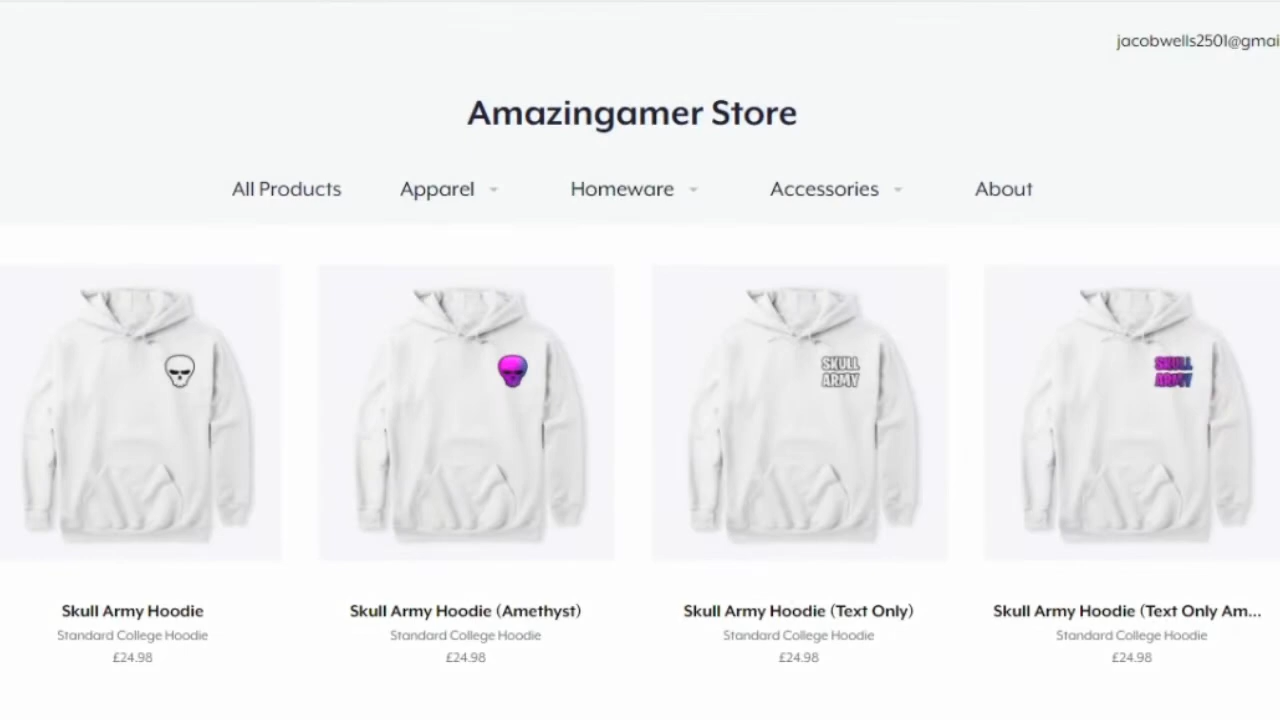 jacobwells2501@gmai
Amazingamer Store
All Products Apparel Homeware Accessories About
SKULL
ARMY
SKULL
ARMY
Skull Army Hoodie
Standard College Hoodie
£24.98
Skull Army Hoodie (Amethyst)
Standard College Hoodie
£24.98
Skull Army Hoodie (Text Only)
Standard College Hoodie
£24.98
Skull Army Hoodie (Text Only Am...
Standard College Hoodie
£24.98